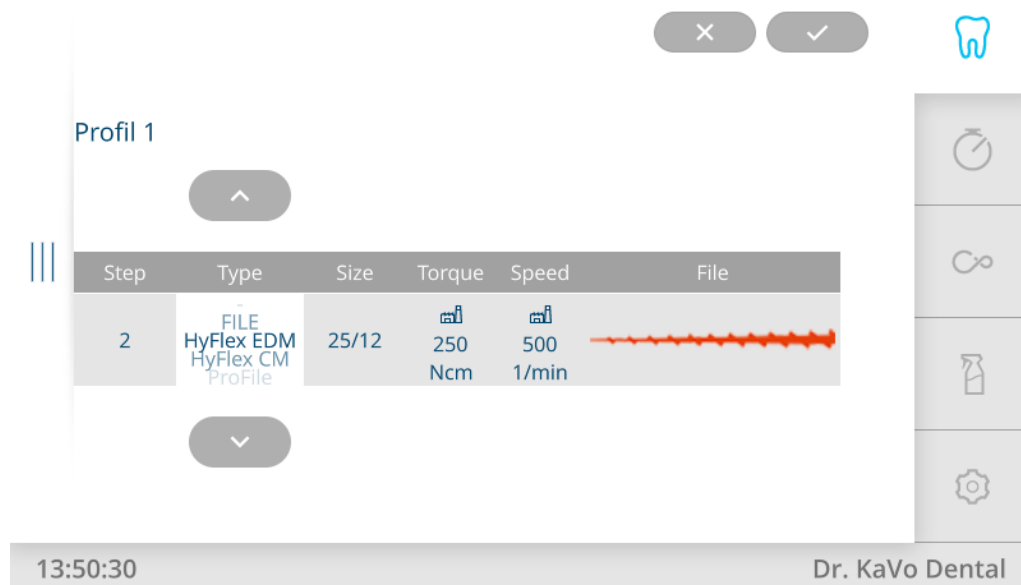 Profil 1
Step Type Size Torque Speed File
2
FILE
HyFlex EDM
HyFlex CM
ProFile
25/12
250
Ncm
500
1/min
13:50:30
Dr. KaVo Dental